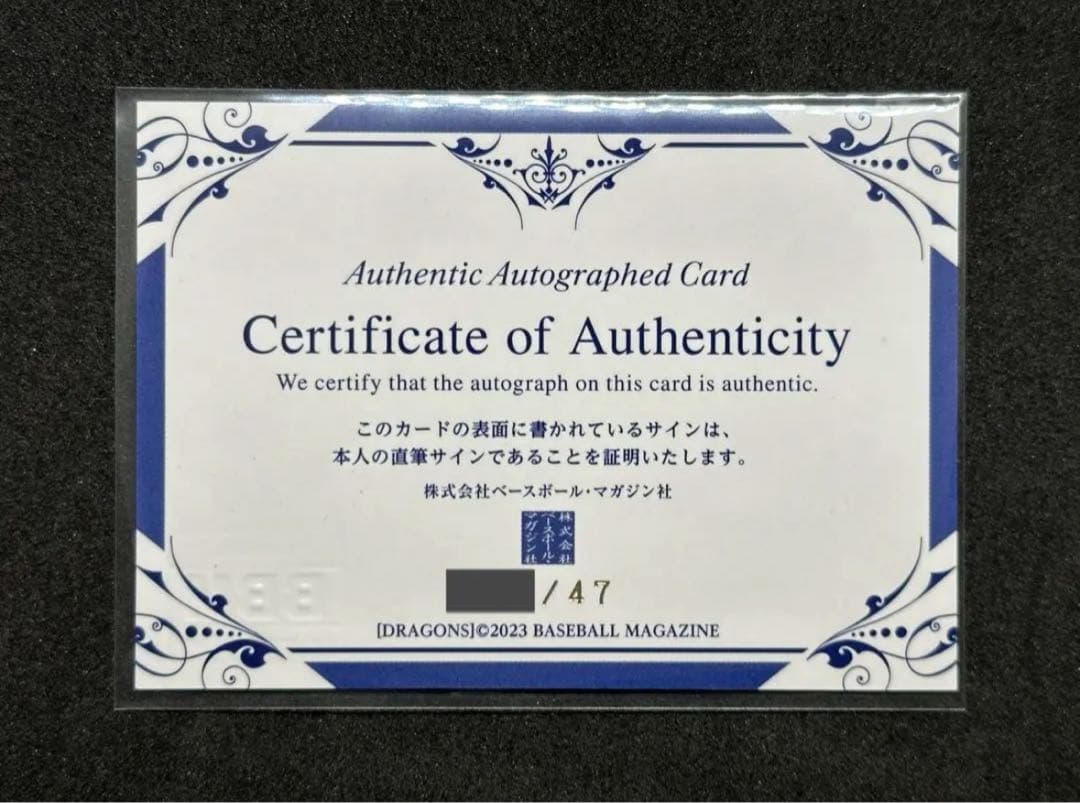 Authentic Autographed Card
Certificate of Authenticity
We certify that the autograph on this card is authentic.
このカードの表面に書かれているサインは、
本人の直筆サインであることを証明いたします。
株式会社ベースボール・マガジン社
株式会社
ベースボール・
マガジン社
/47
BBM
[DRAGONS]©2023 BASEBALL MAGAZINE